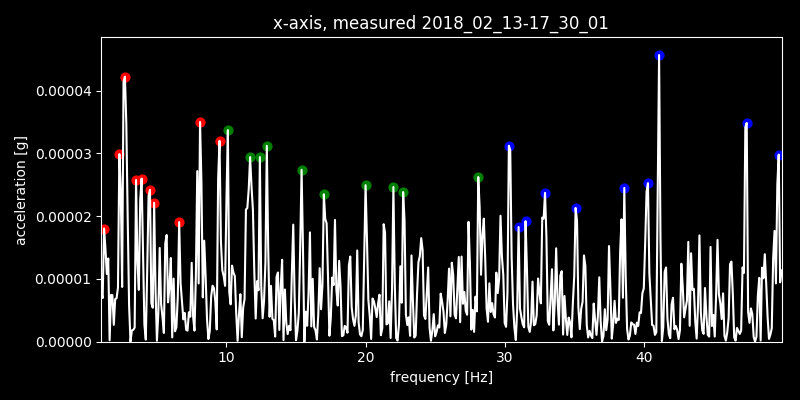 x-axis, measured 2018_02_13-17_30_01
acceleration [g]
0.00004
0.00003
0.00002
0.00001
0.00000
10 20 30 40
frequency [Hz]